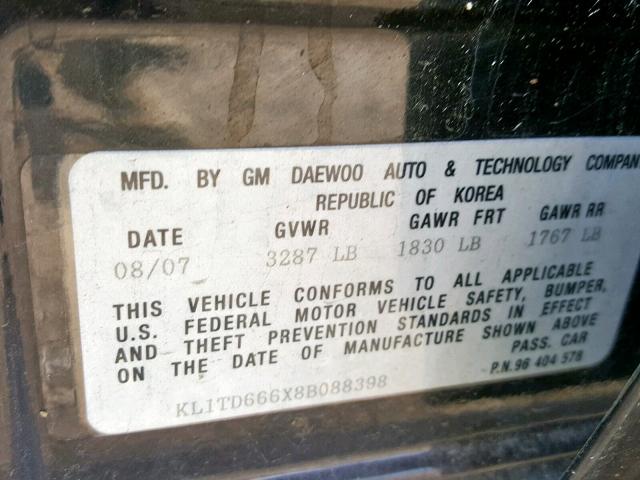 MFD. BY GM DAEWOO AUTO & TECHNOLOGY COMPAN
REPUBLIC OF KOREA
DATE GVWR GAWR FRT GAWR RR
08/07 3287 LB 1830 LB 1767 LB
THIS VEHICLE CONFORMS TO ALL APPLICABLE
U.S. FEDERAL MOTOR VEHICLE SAFETY, BUMPER,
AND THEFT PREVENTION STANDARDS IN EFFECT
ON THE DATE OF MANUFACTURE SHOWN ABOVE
PASS. CAR
P.N. 96 404 578
KL1TD666X8B088398